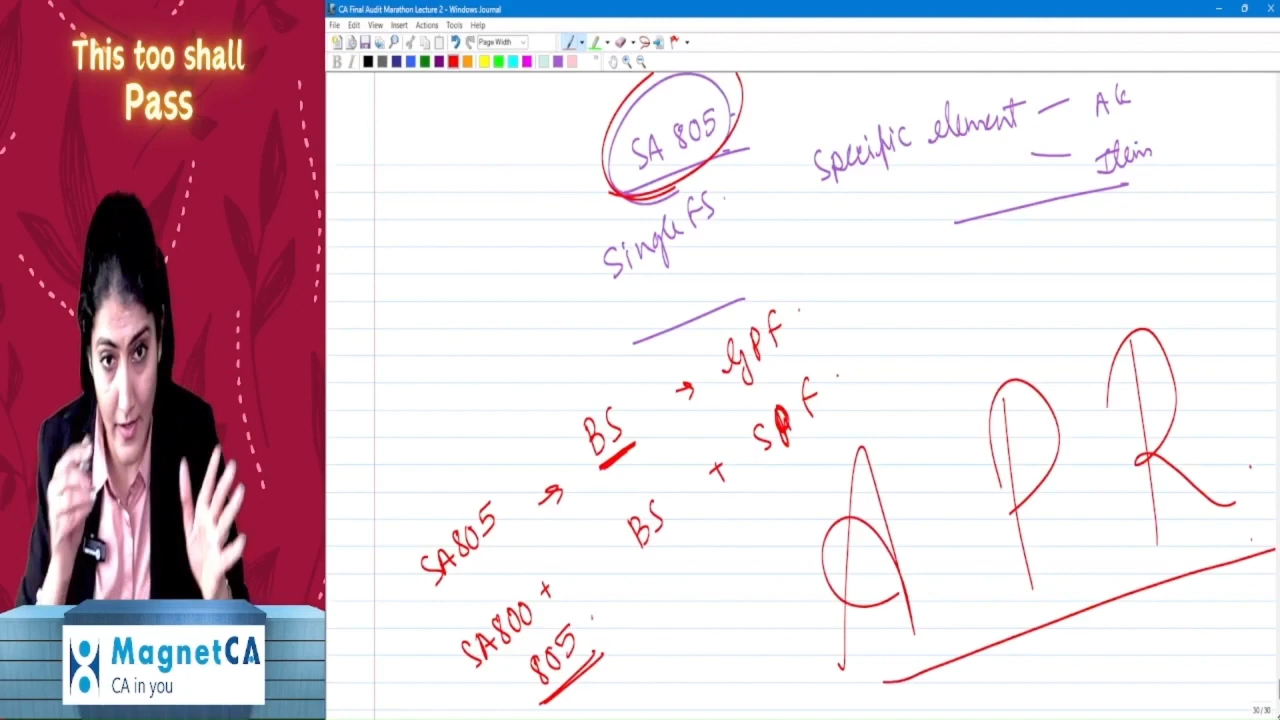 This too shall
Pass
MagnetCA
CA in you
CA Final Audit Marathon Lecture 2 - Windows Journal
File Edit View Insert Actions Tools Help
Page Width
B I
SA 805
Single FS.
Specific element —
— Item
SA805 → BS → GPF
SA800 + 805. BS + SPF
A P R
30 / 30